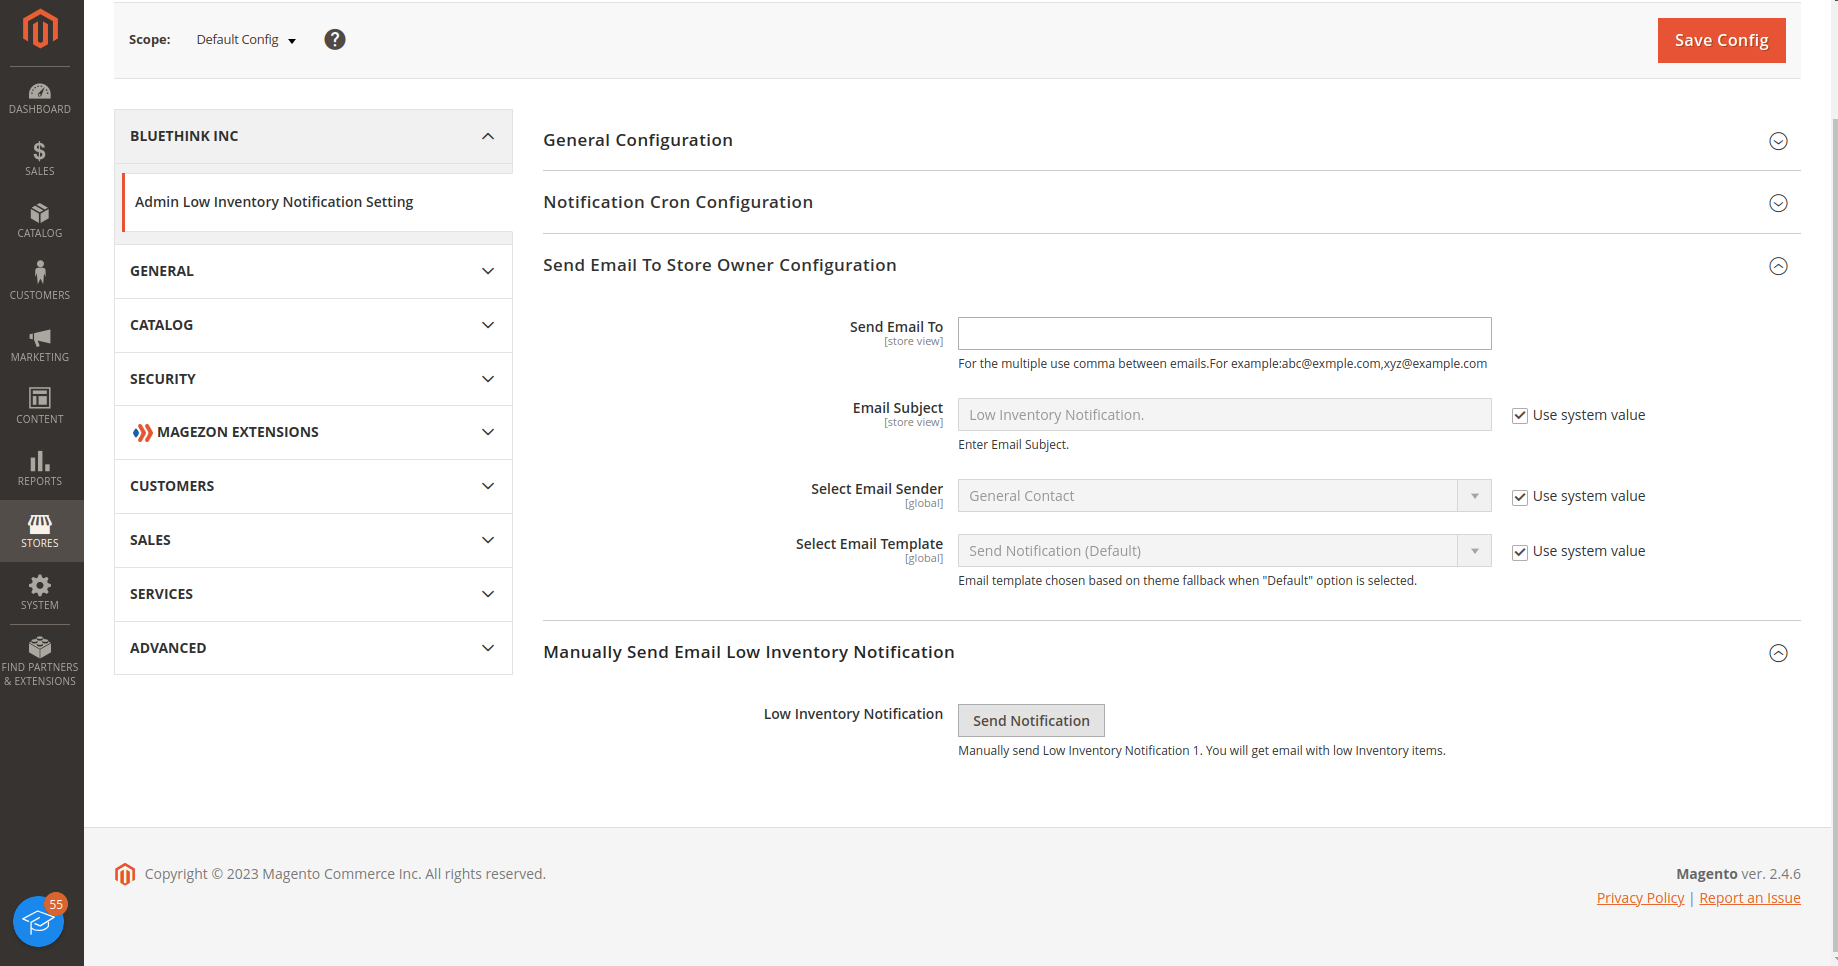 Scope: Default Config ?
Save Config
DASHBOARD
SALES
CATALOG
CUSTOMERS
MARKETING
CONTENT
REPORTS
STORES
SYSTEM
FIND PARTNERS
& EXTENSIONS
55
BLUETHINK INC
Admin Low Inventory Notification Setting
GENERAL
CATALOG
SECURITY
MAGEZON EXTENSIONS
CUSTOMERS
SALES
SERVICES
ADVANCED
General Configuration
Notification Cron Configuration
Send Email To Store Owner Configuration
Send Email To
[store view]
For the multiple use comma between emails.For example:abc@exmple.com,xyz@example.com
Email Subject
[store view]
Low Inventory Notification.
Use system value
Enter Email Subject.
Select Email Sender
[global]
General Contact
Use system value
Select Email Template
[global]
Send Notification (Default)
Use system value
Email template chosen based on theme fallback when "Default" option is selected.
Manually Send Email Low Inventory Notification
Low Inventory Notification
Send Notification
Manually send Low Inventory Notification 1. You will get email with low Inventory items.
Copyright © 2023 Magento Commerce Inc. All rights reserved.
Magento ver. 2.4.6
Privacy Policy | Report an Issue